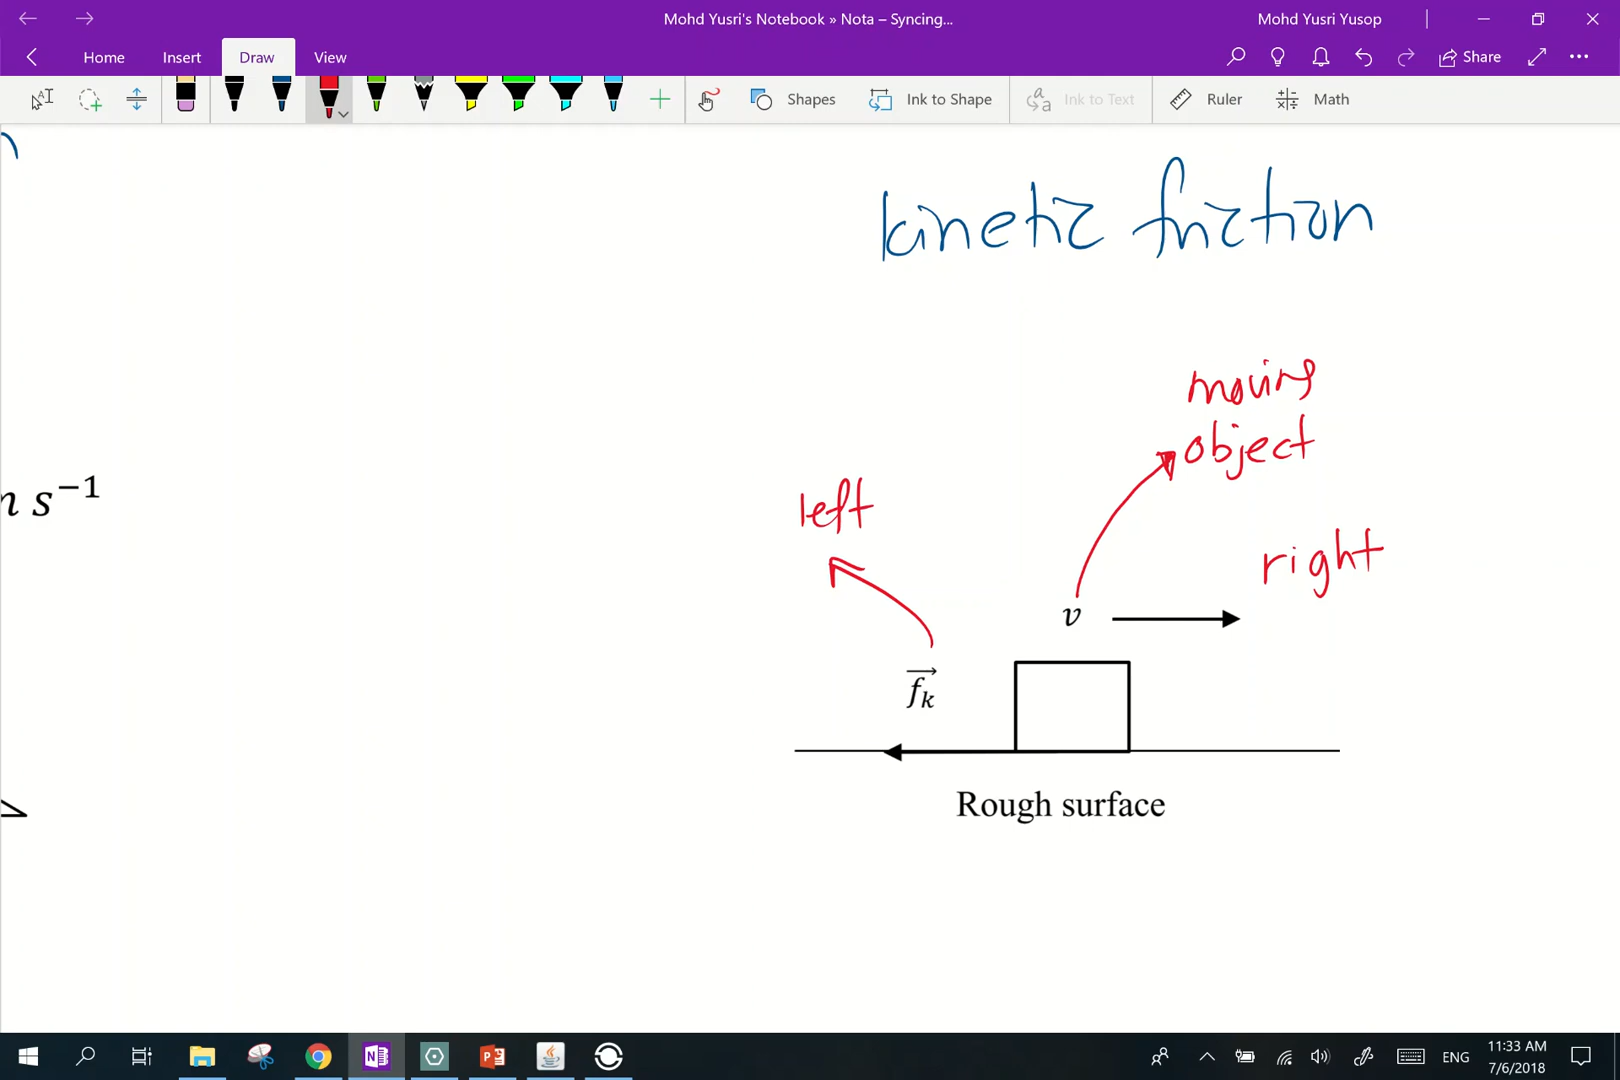 Mohd Yusri's Notebook » Nota – Syncing...
Mohd Yusri Yusop
Home
Insert
Draw
View
Share
Shapes
Ink to Shape
Ink to Text
Ruler
Math
kinetic friction
moving
object
left
right
n s⁻¹
v
f_k
Rough surface
ENG
11:33 AM
7/6/2018